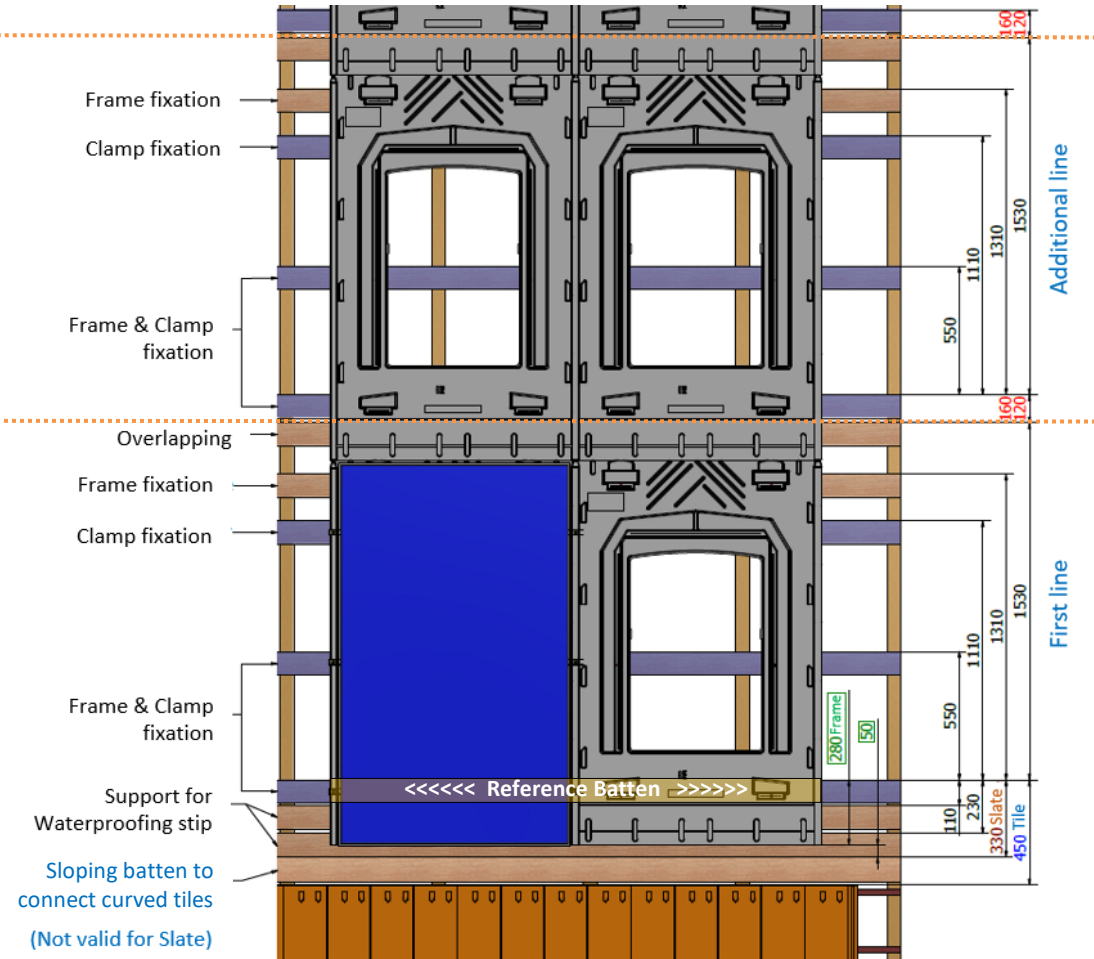 160
120
Frame fixation
Clamp fixation
Frame & Clamp
fixation
550
1110
1310
1530
Additional line
160
120
Overlapping
Frame fixation
Clamp fixation
Frame & Clamp
fixation
550
1110
1310
1530
First line
280 Frame
50
<<<<<< Reference Batten >>>>>>
Support for
Waterproofing stip
110
230
330 Slate
450 Tile
Sloping batten to
connect curved tiles
(Not valid for Slate)